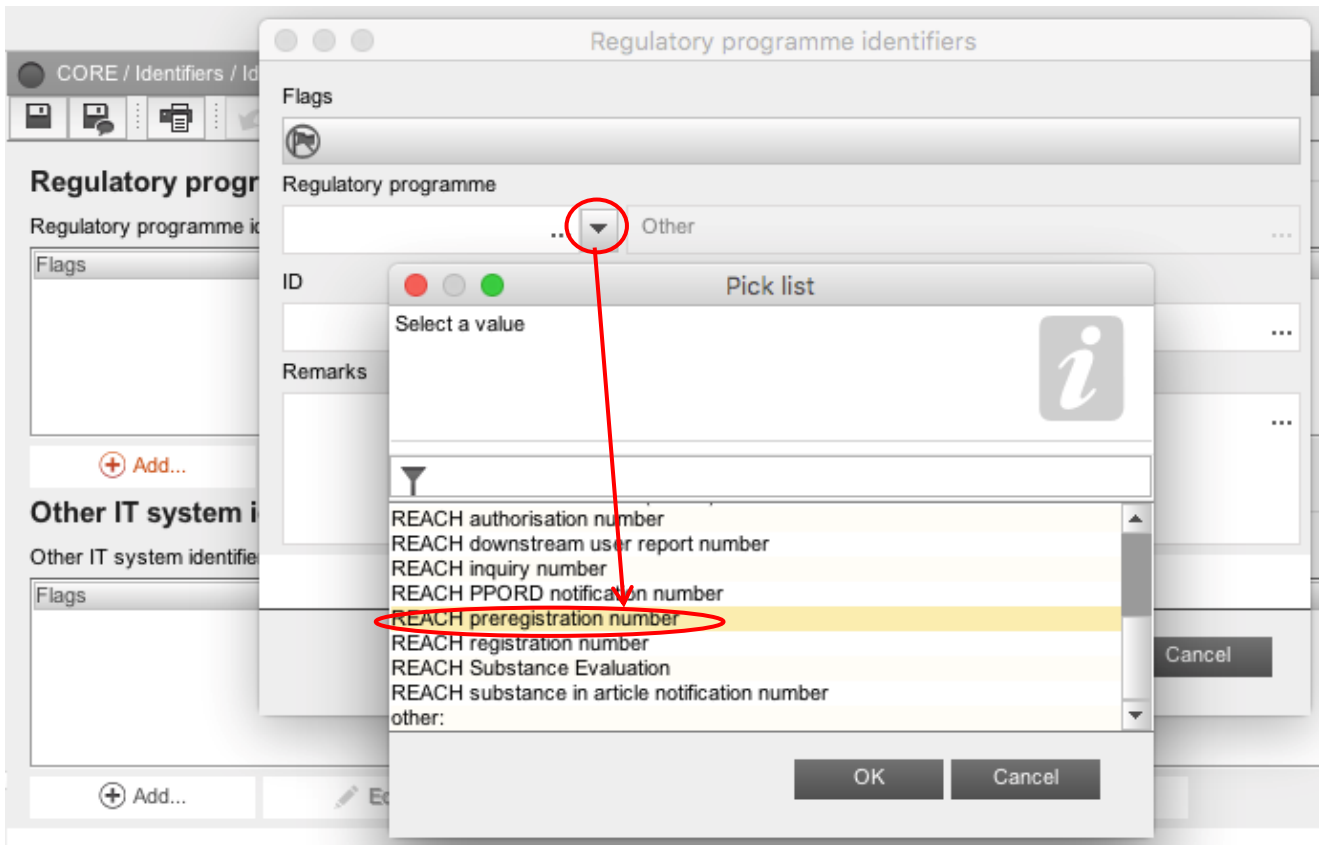 Regulatory programme identifiers
CORE / Identifiers / Id
Flags
Regulatory progr
Regulatory programme
Regulatory programme i
.. Other ...
Flags
ID
Pick list
Select a value
...
Remarks
...
Add...
Other IT system i
REACH authorisation number
REACH downstream user report number
Other IT system identifie
REACH inquiry number
REACH PPORD notification number
Flags
REACH preregistration number
REACH registration number
Cancel
REACH Substance Evaluation
REACH substance in article notification number
other:
OK Cancel
Add...